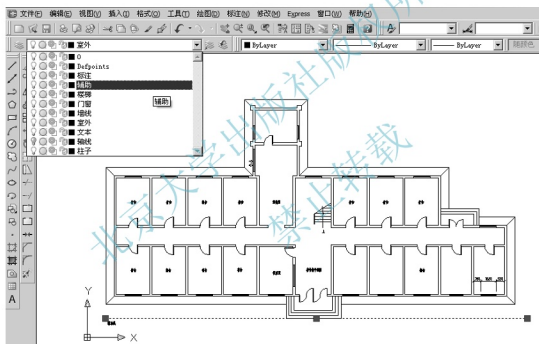 文件(F) 编辑(E) 视图(V) 插入(I) 格式(O) 工具(T) 绘图(D) 标注(N) 修改(M) Express 窗口(W) 帮助(H)
室外
ByLayer
ByLayer
ByLayer
随颜色
0
Defpoints
标注
辅助
楼梯
门窗
墙线
室外
文本
轴线
柱子
辅助
A
Y
X
北京大学出版社版权所有
禁止转载